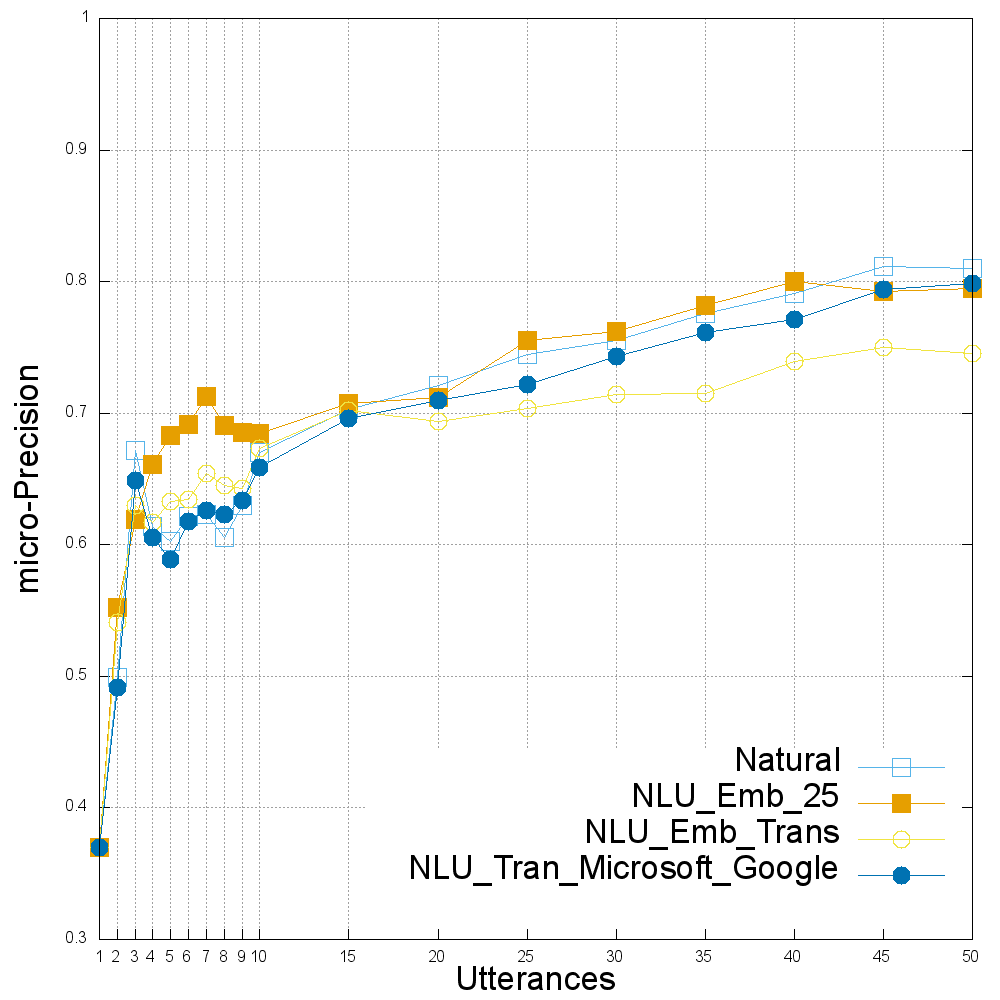 1
0.9
0.8
0.7
0.6
0.5
0.4
0.3
micro-Precision
Natural
NLU_Emb_25
NLU_Emb_Trans
NLU_Tran_Microsoft_Google
1 2 3 4 5 6 7 8 9 10 15 20 25 30 35 40 45 50
Utterances